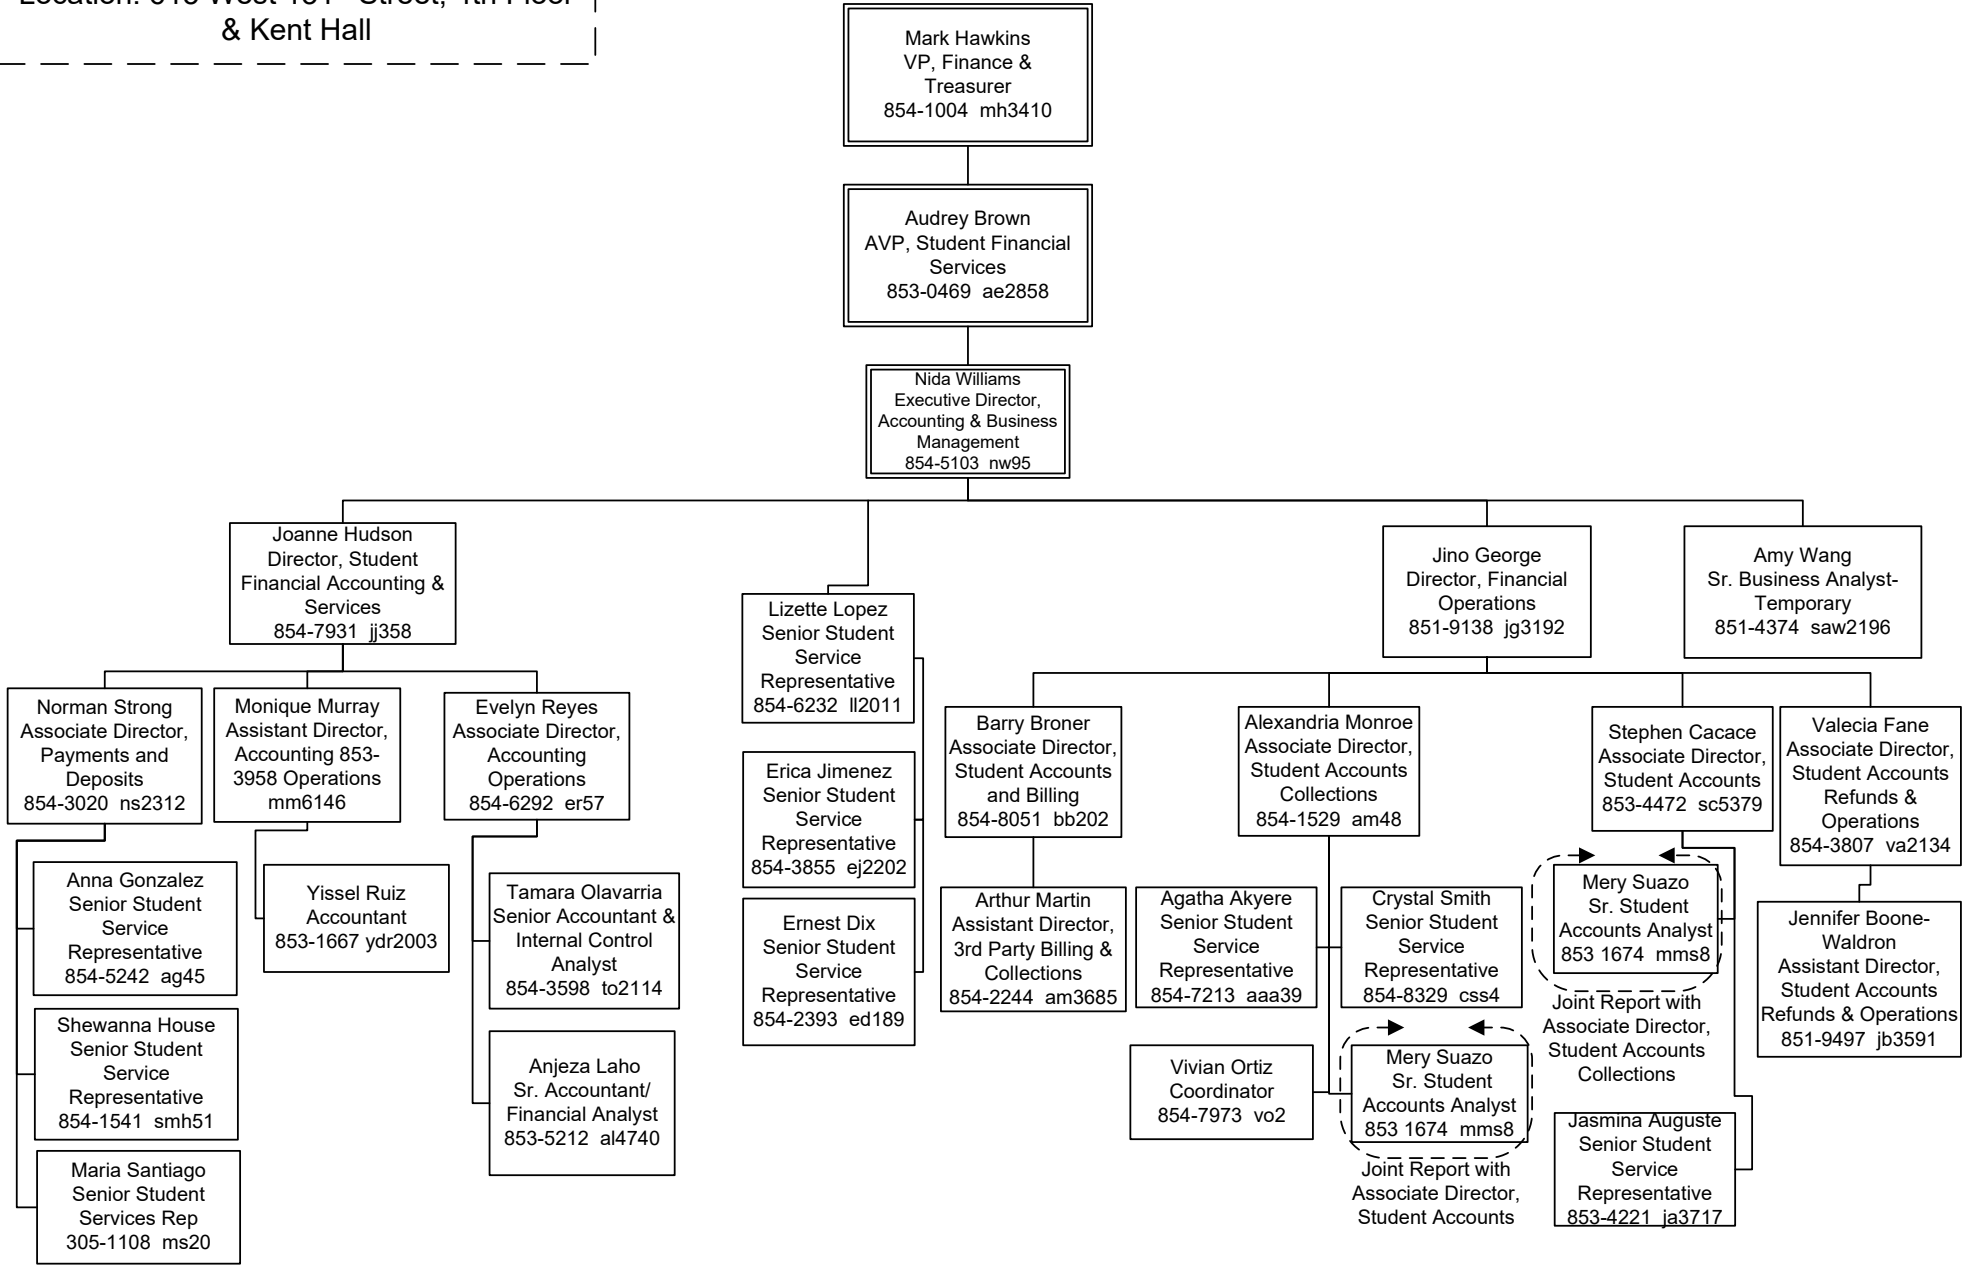 & Kent Hall
Mark Hawkins
VP, Finance &
Treasurer
854-1004 mh3410
Audrey Brown
AVP, Student Financial
Services
853-0469 ae2858
Nida Williams
Executive Director,
Accounting & Business
Management
854-5103 nw95
Joanne Hudson
Director, Student
Financial Accounting &
Services
854-7931 jj358
Lizette Lopez
Senior Student
Service
Representative
854-6232 ll2011
Jino George
Director, Financial
Operations
851-9138 jg3192
Amy Wang
Sr. Business Analyst-
Temporary
851-4374 saw2196
Norman Strong
Associate Director,
Payments and
Deposits
854-3020 ns2312
Monique Murray
Assistant Director,
Accounting 853-
3958 Operations
mm6146
Evelyn Reyes
Associate Director,
Accounting
Operations
854-6292 er57
Erica Jimenez
Senior Student
Service
Representative
854-3855 ej2202
Barry Broner
Associate Director,
Student Accounts
and Billing
854-8051 bb202
Alexandria Monroe
Associate Director,
Student Accounts
Collections
854-1529 am48
Stephen Cacace
Associate Director,
Student Accounts
853-4472 sc5379
Valecia Fane
Associate Director,
Student Accounts
Refunds &
Operations
854-3807 va2134
Anna Gonzalez
Senior Student
Service
Representative
854-5242 ag45
Yissel Ruiz
Accountant
853-1667 ydr2003
Tamara Olavarria
Senior Accountant &
Internal Control
Analyst
854-3598 to2114
Ernest Dix
Senior Student
Service
Representative
854-2393 ed189
Arthur Martin
Assistant Director,
3rd Party Billing &
Collections
854-2244 am3685
Agatha Akyere
Senior Student
Service
Representative
854-7213 aaa39
Crystal Smith
Senior Student
Service
Representative
854-8329 css4
Mery Suazo
Sr. Student
Accounts Analyst
853 1674 mms8
Joint Report with
Associate Director,
Student Accounts
Collections
Jennifer Boone-
Waldron
Assistant Director,
Student Accounts
Refunds & Operations
851-9497 jb3591
Shewanna House
Senior Student
Service
Representative
854-1541 smh51
Anjeza Laho
Sr. Accountant/
Financial Analyst
853-5212 al4740
Vivian Ortiz
Coordinator
854-7973 vo2
Mery Suazo
Sr. Student
Accounts Analyst
853 1674 mms8
Joint Report with
Associate Director,
Student Accounts
Jasmina Auguste
Senior Student
Service
Representative
853-4221 ja3717
Maria Santiago
Senior Student
Services Rep
305-1108 ms20